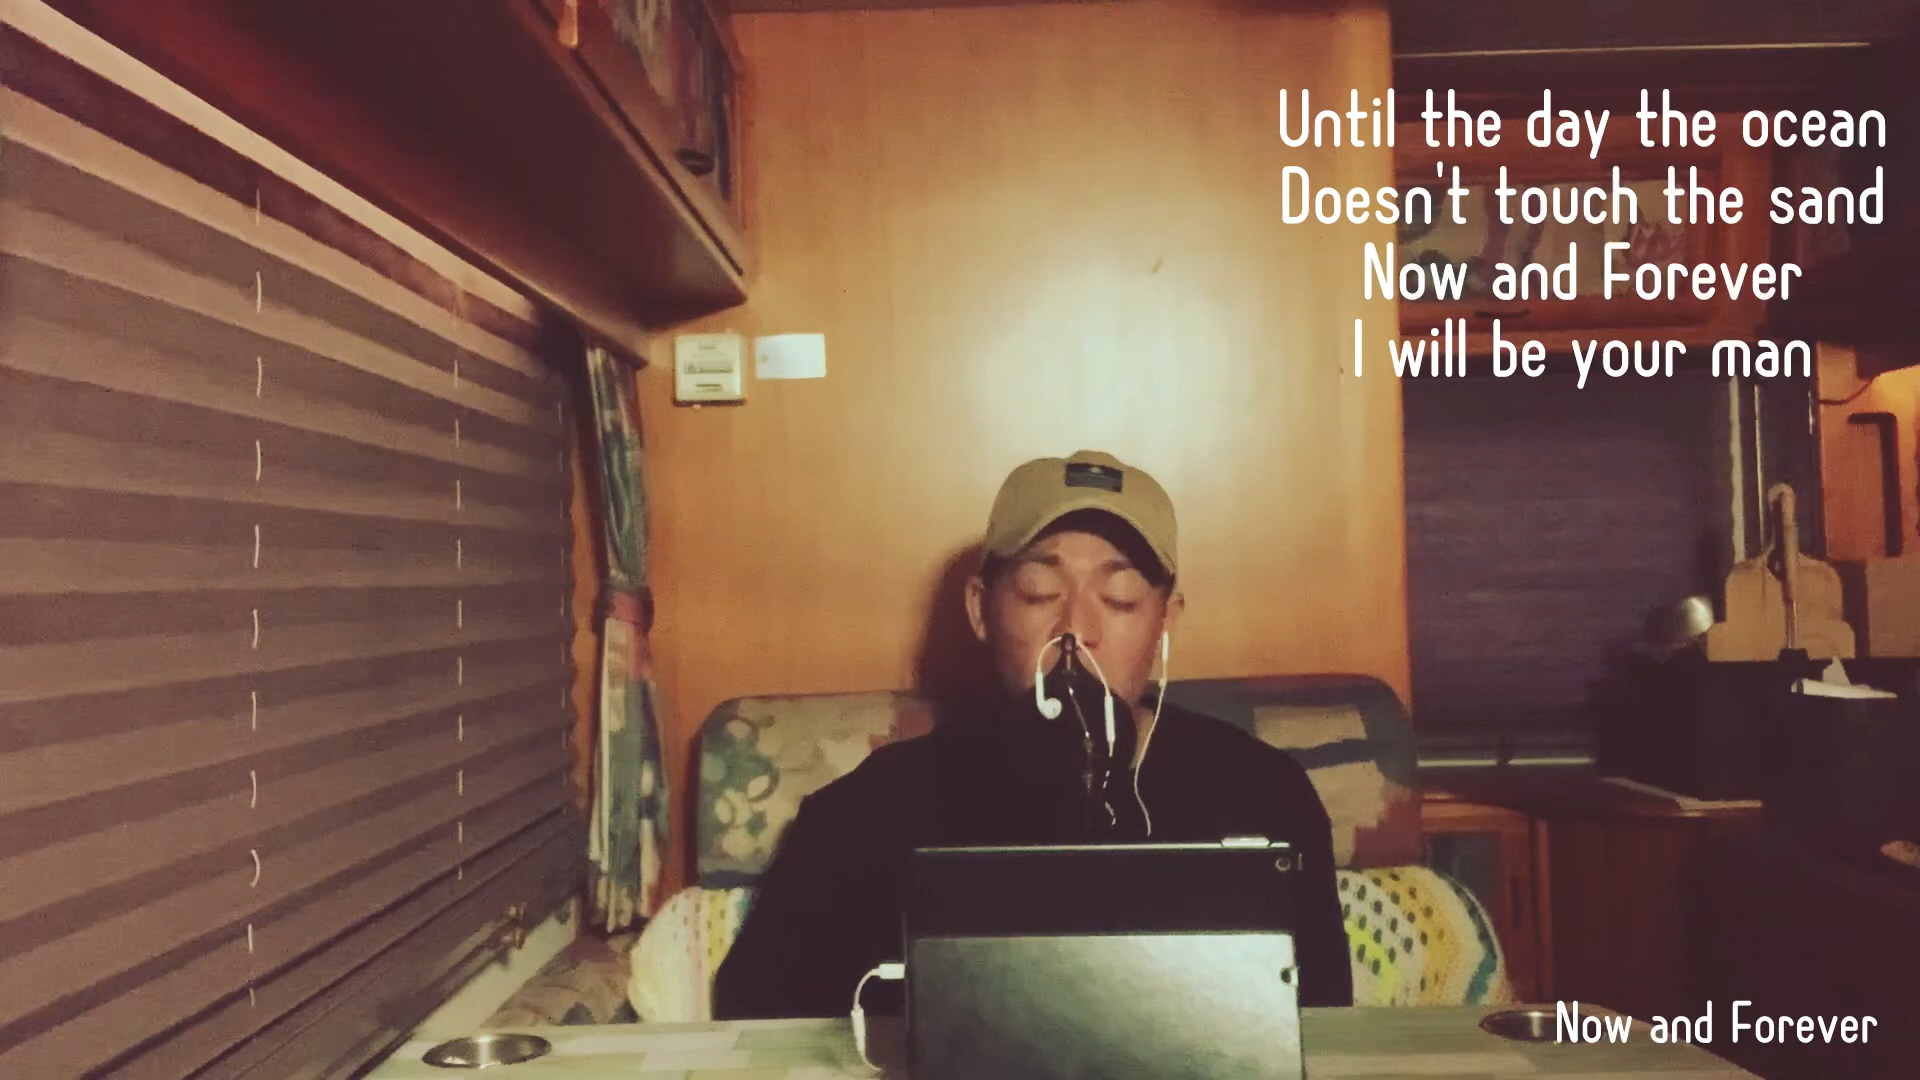 Until the day the ocean
Doesn't touch the sand
Now and Forever
I will be your man
Now and Forever